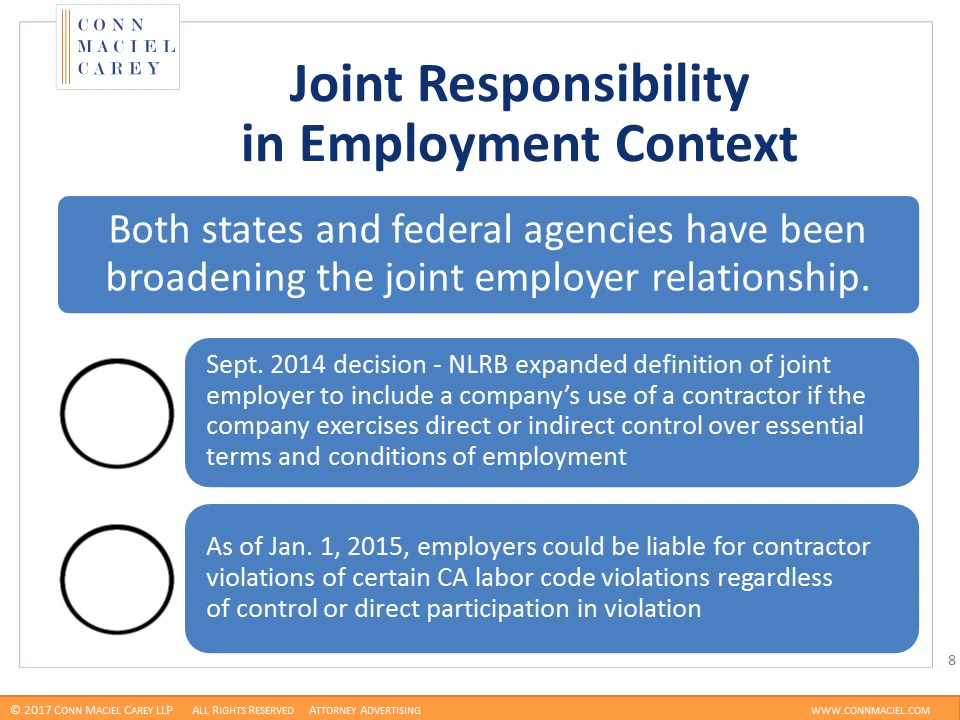 CONN
MACIEL
CAREY
Joint Responsibility
in Employment Context
Both states and federal agencies have been
broadening the joint employer relationship.
Sept. 2014 decision - NLRB expanded definition of joint
employer to include a company’s use of a contractor if the
company exercises direct or indirect control over essential
terms and conditions of employment
As of Jan. 1, 2015, employers could be liable for contractor
violations of certain CA labor code violations regardless
of control or direct participation in violation
8
© 2017 CONN MACIEL CAREY LLP ALL RIGHTS RESERVED ATTORNEY ADVERTISING WWW.CONNMACIEL.COM